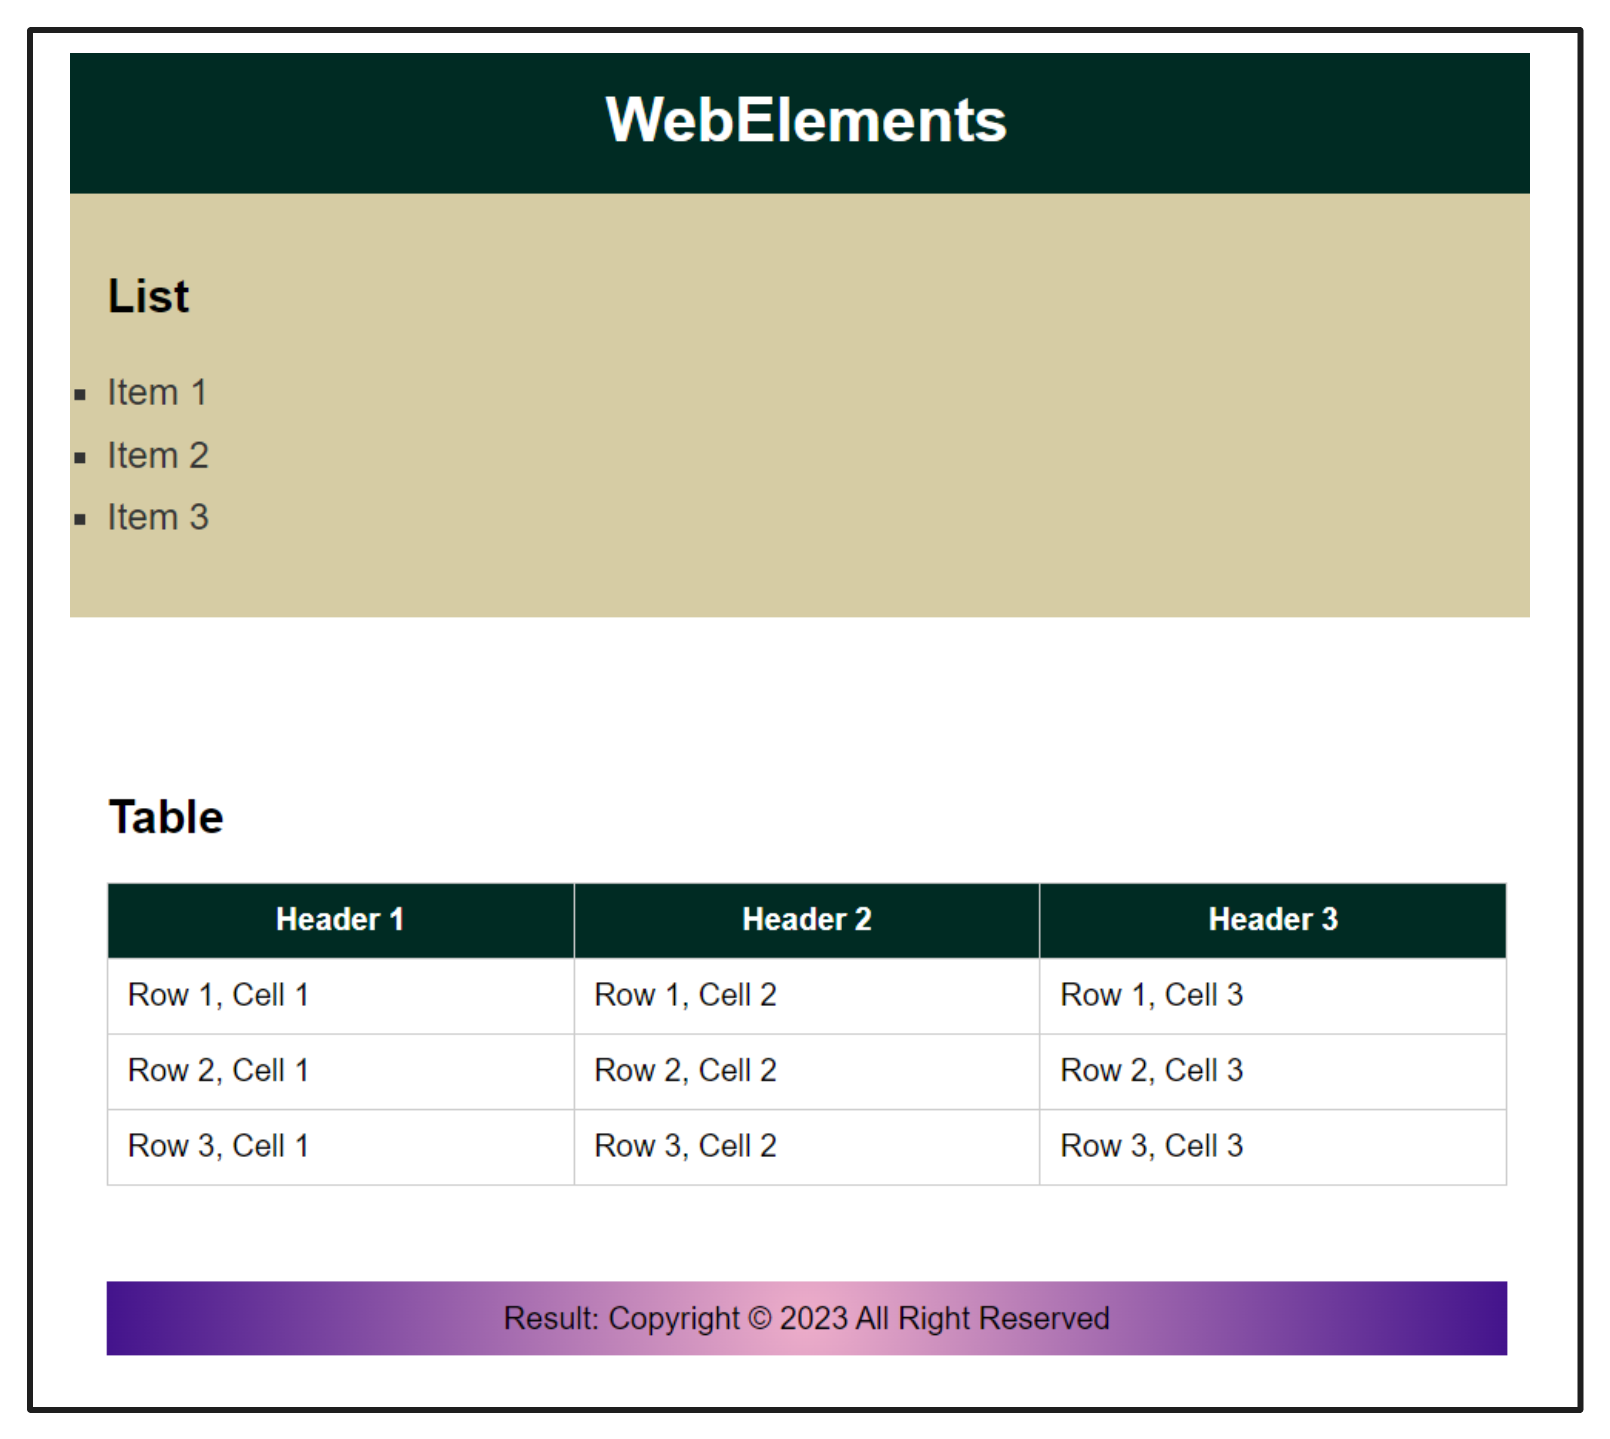 WebElements
List
Item 1
Item 2
Item 3
Table
Header 1 Header 2 Header 3
Row 1, Cell 1 Row 1, Cell 2 Row 1, Cell 3
Row 2, Cell 1 Row 2, Cell 2 Row 2, Cell 3
Row 3, Cell 1 Row 3, Cell 2 Row 3, Cell 3
Result: Copyright © 2023 All Right Reserved